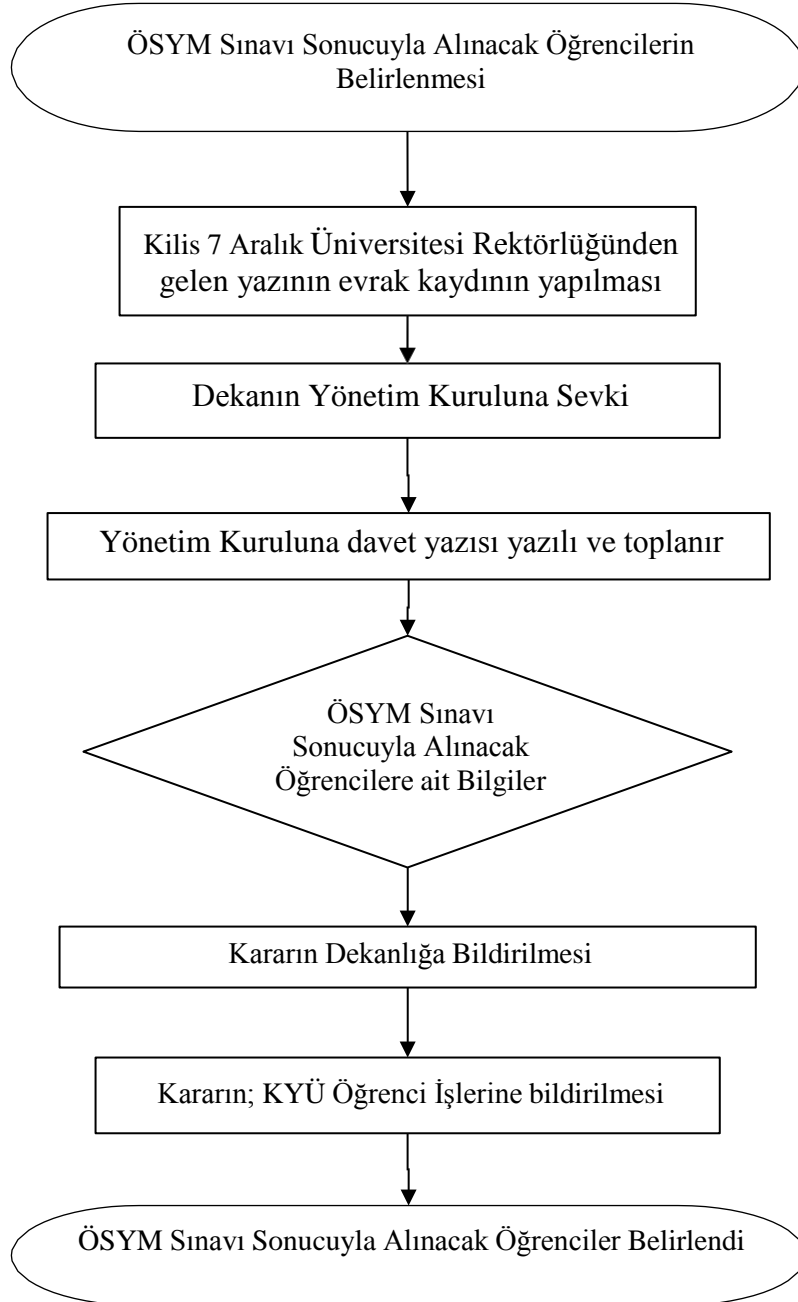 ÖSYM Sınavı Sonucuyla Alınacak Öğrencilerin
Belirlenmesi
Kilis 7 Aralık Üniversitesi Rektörlüğünden
gelen yazının evrak kaydının yapılması
Dekanın Yönetim Kuruluna Sevki
Yönetim Kuruluna davet yazısı yazılı ve toplanır
ÖSYM Sınavı
Sonucuyla Alınacak
Öğrencilere ait Bilgiler
Kararın Dekanlığa Bildirilmesi
Kararın; KYÜ Öğrenci İşlerine bildirilmesi
ÖSYM Sınavı Sonucuyla Alınacak Öğrenciler Belirlendi